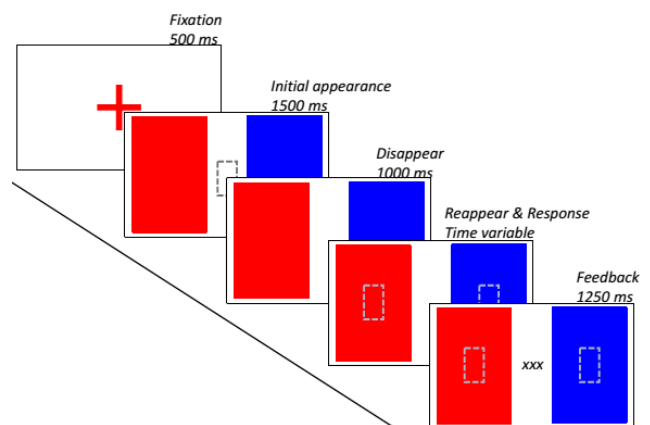 Fixation
500 ms
Initial appearance
1500 ms
Disappear
1000 ms
Reappear & Response
Time variable
Feedback
1250 ms
xxx